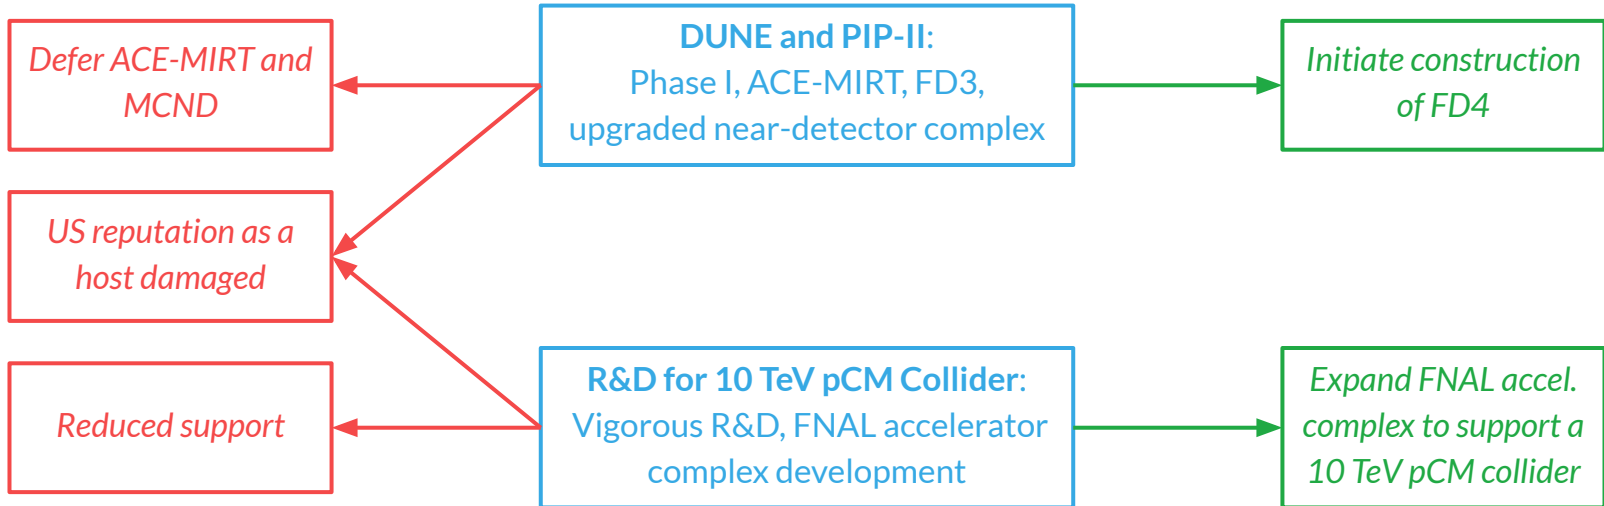 Defer ACE-MIRT and
MCND
DUNE and PIP-II:
Phase I, ACE-MIRT, FD3,
upgraded near-detector complex
Initiate construction
of FD4
US reputation as a
host damaged
Reduced support
R&D for 10 TeV pCM Collider:
Vigorous R&D, FNAL accelerator
complex development
Expand FNAL accel.
complex to support a
10 TeV pCM collider